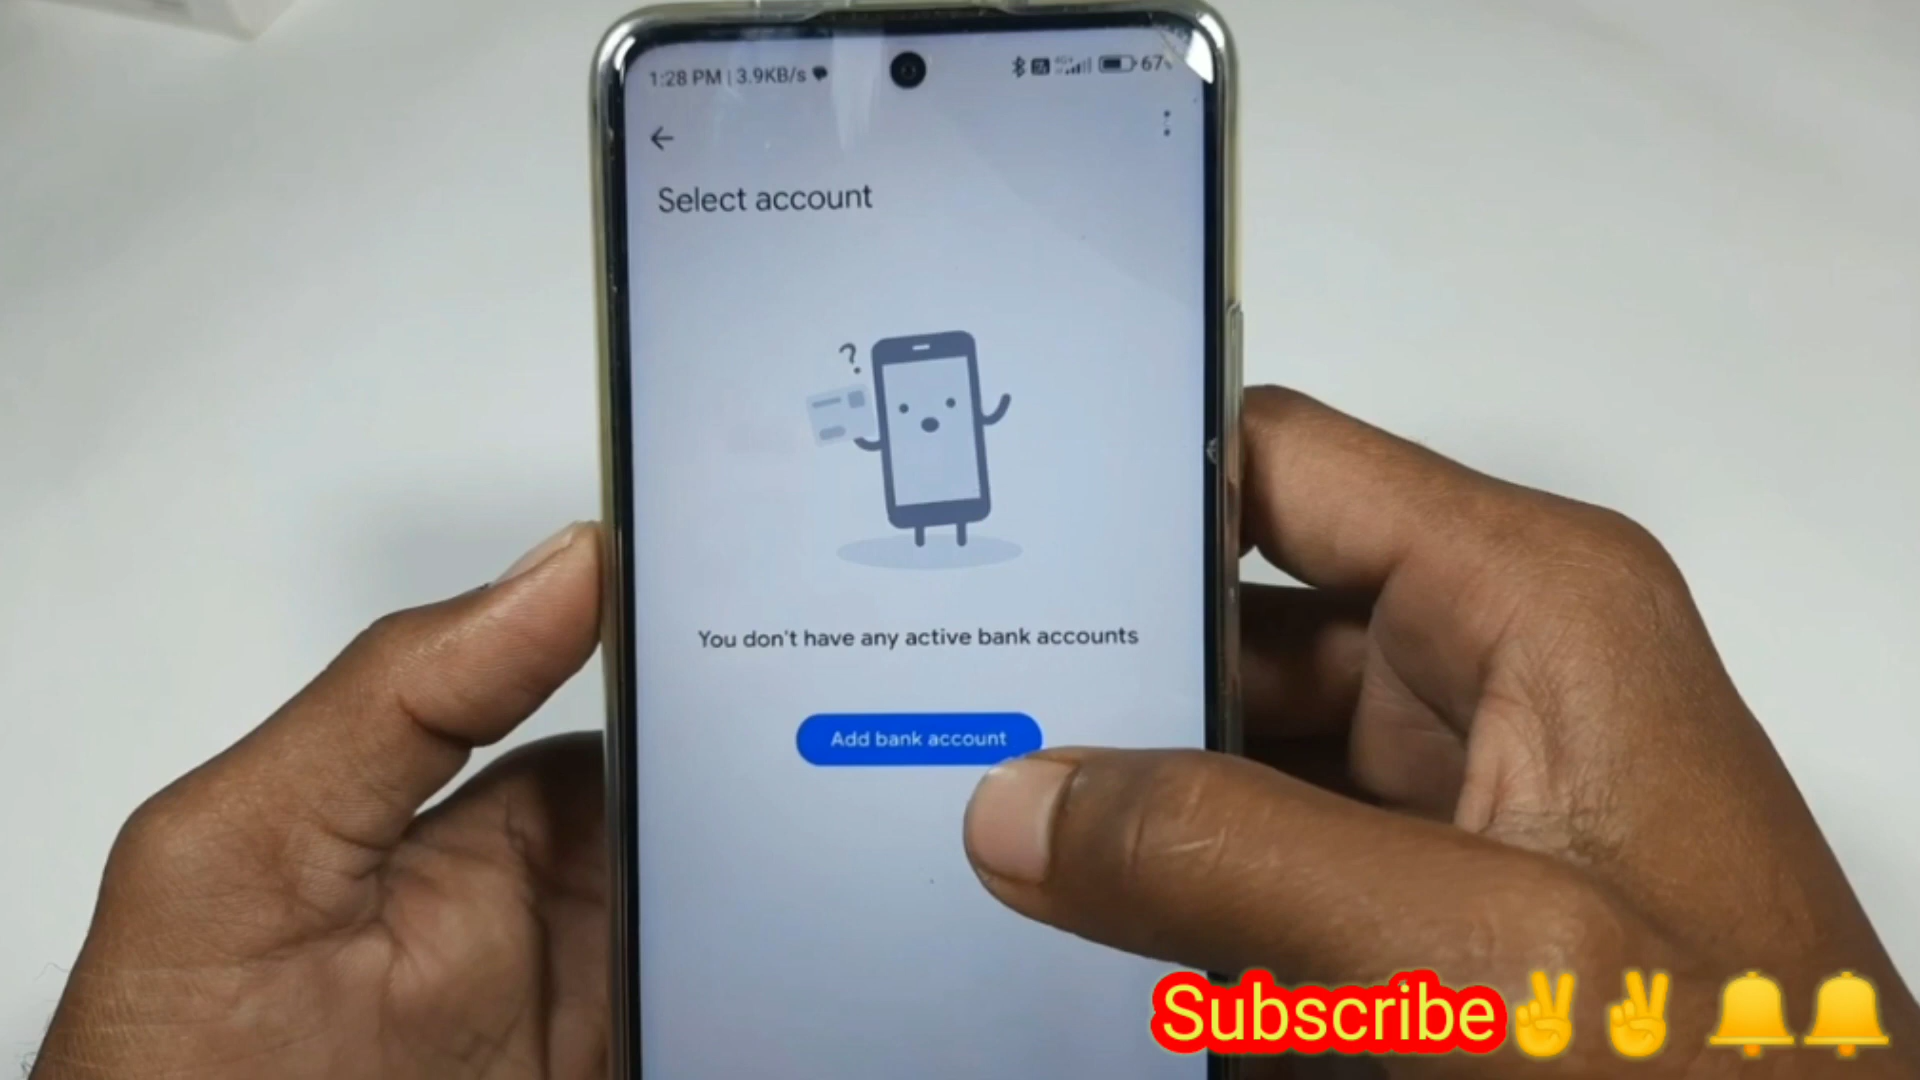 1:28 PM | 3.9KB/s
4G+
67
Select account
?
You don't have any active bank accounts
Add bank account
Subscribe✌✌ 🔔🔔